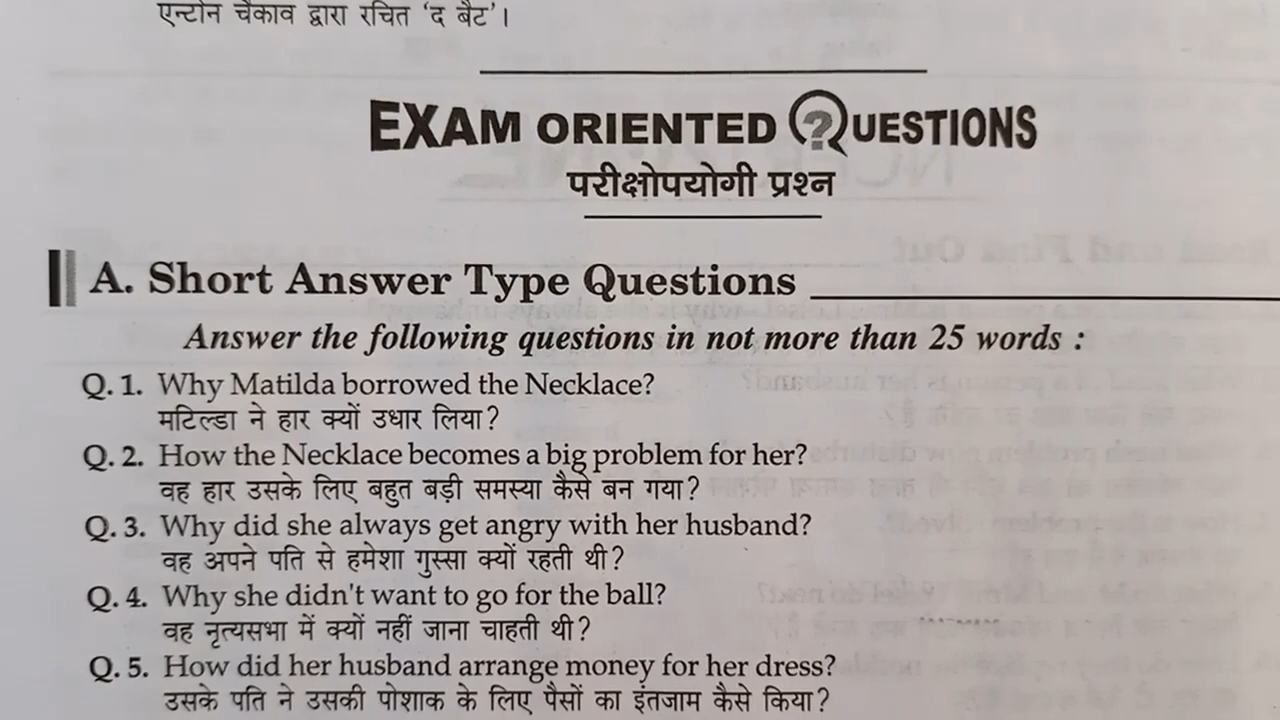 एन्टोन चेकाव द्वारा रचित ‘द बैट’।
EXAM ORIENTED QUESTIONS
परीक्षोपयोगी प्रश्न
A. Short Answer Type Questions
Answer the following questions in not more than 25 words :
Q. 1. Why Matilda borrowed the Necklace?
मटिल्डा ने हार क्यों उधार लिया?
Q. 2. How the Necklace becomes a big problem for her?
वह हार उसके लिए बहुत बड़ी समस्या कैसे बन गया?
Q. 3. Why did she always get angry with her husband?
वह अपने पति से हमेशा गुस्सा क्यों रहती थी?
Q. 4. Why she didn't want to go for the ball?
वह नृत्यसभा में क्यों नहीं जाना चाहती थी?
Q. 5. How did her husband arrange money for her dress?
उसके पति ने उसकी पोशाक के लिए पैसों का इंतजाम कैसे किया?